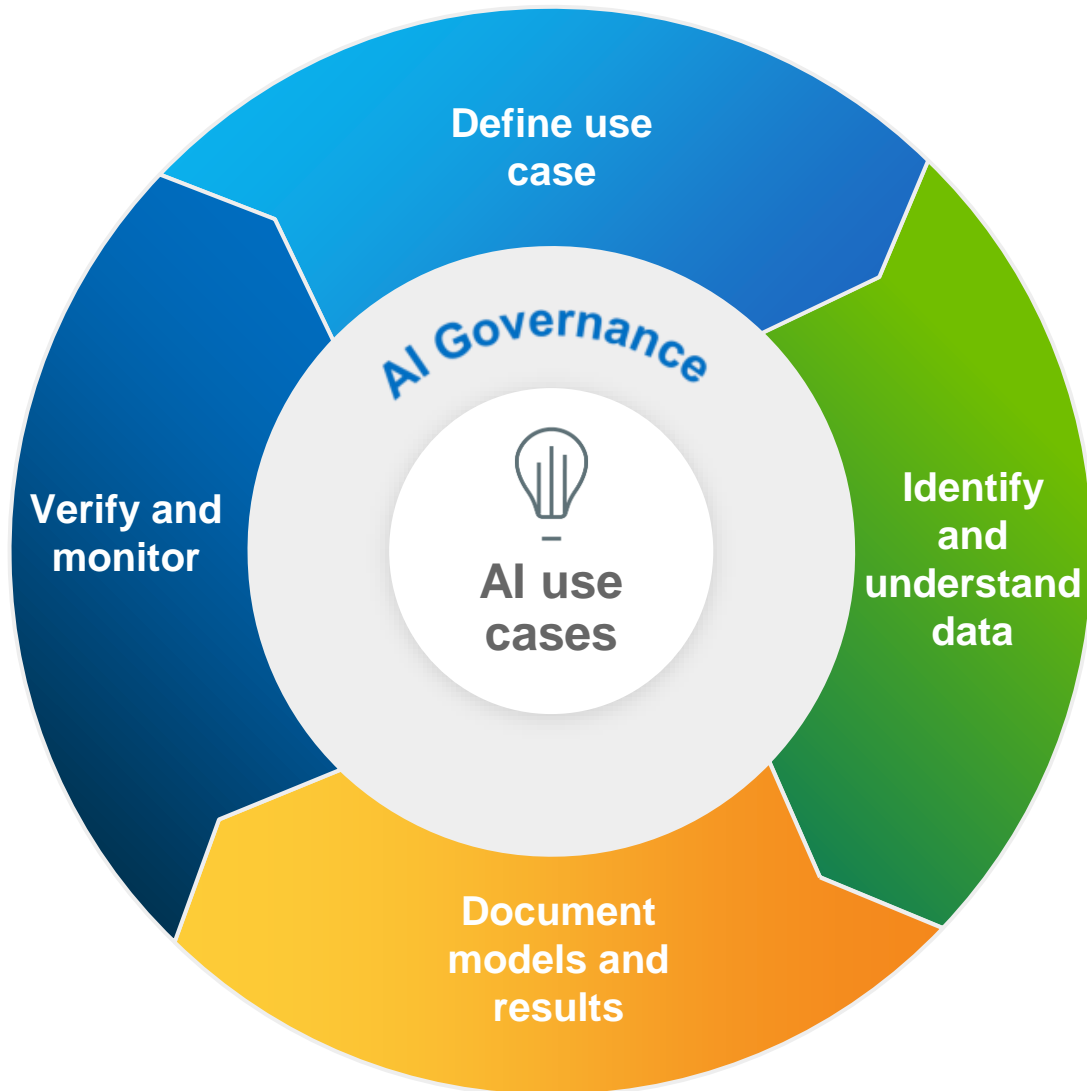 Define use
case
AI Governance
Identify
and
understand
data
Verify and
monitor
AI use
cases
Document
models and
results